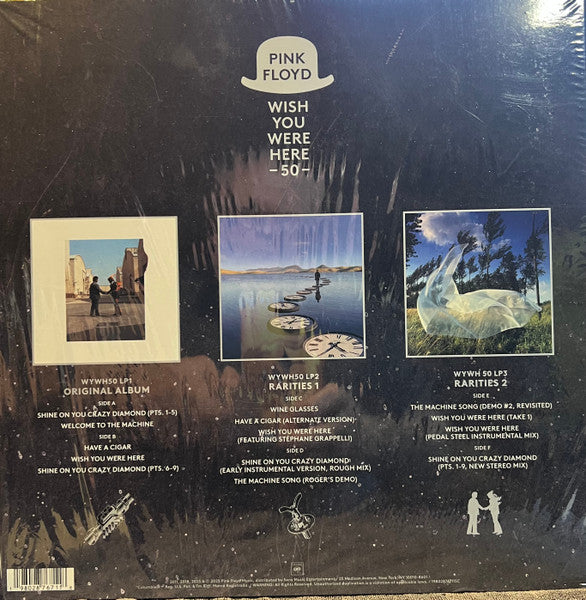 PINK
FLOYD
WISH
YOU
WERE
HERE
-50-
WYWH50 LP1
ORIGINAL ALBUM
SIDE A
SHINE ON YOU CRAZY DIAMOND (PTS. 1-5)
WELCOME TO THE MACHINE
SIDE B
HAVE A CIGAR
WISH YOU WERE HERE
SHINE ON YOU CRAZY DIAMOND (PTS. 6-9)
WYWH 50 LP2
RARITIES 1
SIDE C
WINE GLASSES
HAVE A CIGAR (ALTERNATE VERSION)
WISH YOU WERE HERE
(FEATURING STÉPHANE GRAPPELLI)
SIDE D
SHINE ON YOU CRAZY DIAMOND
(EARLY INSTRUMENTAL VERSION, ROUGH MIX)
THE MACHINE SONG (ROGER'S DEMO)
WYWH 50 LP3
RARITIES 2
SIDE E
THE MACHINE SONG (DEMO #2, REVISITED)
WISH YOU WERE HERE (TAKE 1)
WISH YOU WERE HERE
(PEDAL STEEL INSTRUMENTAL MIX)
SIDE F
SHINE ON YOU CRAZY DIAMOND
(PTS. 1-9, NEW STEREO MIX)